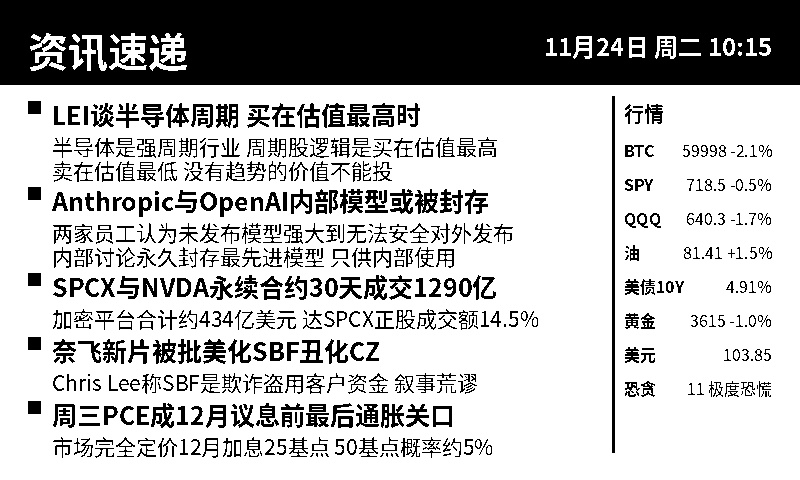 资讯速递
11月24日 周二 10:15
LEI谈半导体周期 买在估值最高时
半导体是强周期行业 周期股逻辑是买在估值最高
卖在估值最低 没有趋势的价值不能投
Anthropic与OpenAI内部模型或被封存
两家员工认为未发布模型强大到无法安全对外发布
内部讨论永久封存最先进模型 只供内部使用
SPCX与NVDA永续合约30天成交1290亿
加密平台合计约434亿美元 达SPCX正股成交额14.5%
奈飞新片被批美化SBF丑化CZ
Chris Lee称SBF是欺诈盗用客户资金 叙事荒谬
周三PCE成12月议息前最后通胀关口
市场完全定价12月加息25基点 50基点概率约5%
行情
BTC 59998 -2.1%
SPY 718.5 -0.5%
QQQ 640.3 -1.7%
油 81.41 +1.5%
美债10Y 4.91%
黄金 3615 -1.0%
美元 103.85
恐贪 11 极度恐慌